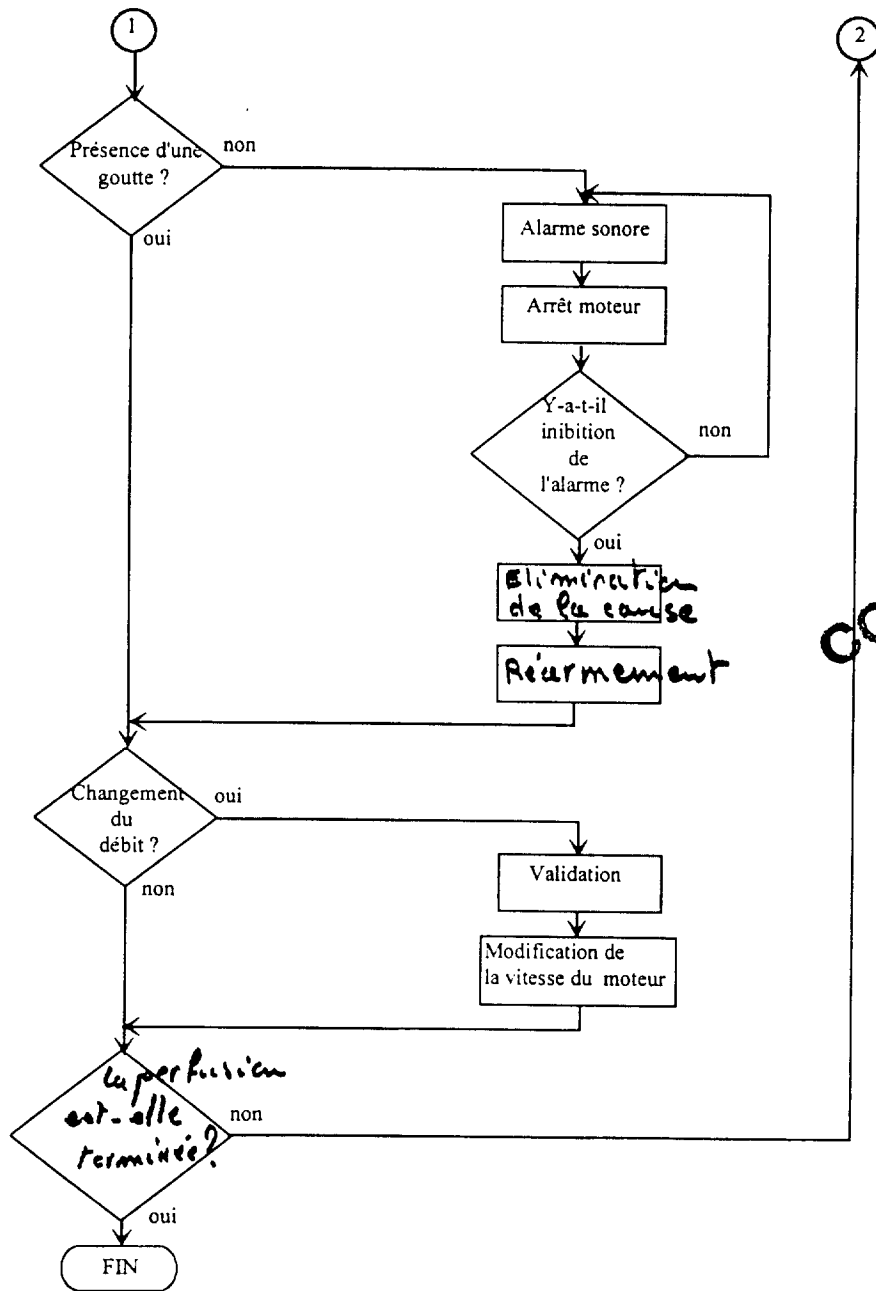 1
2
Présence d'une
goutte ?
non
oui
Alarme sonore
Arrêt moteur
Y-a-t-il
inibition
de
l'alarme ?
non
oui
Elimination
de la cause
Réarmement
Changement
du
débit ?
oui
non
Validation
Modification de
la vitesse du moteur
la perfusion
est-elle
terminée ?
non
oui
FIN